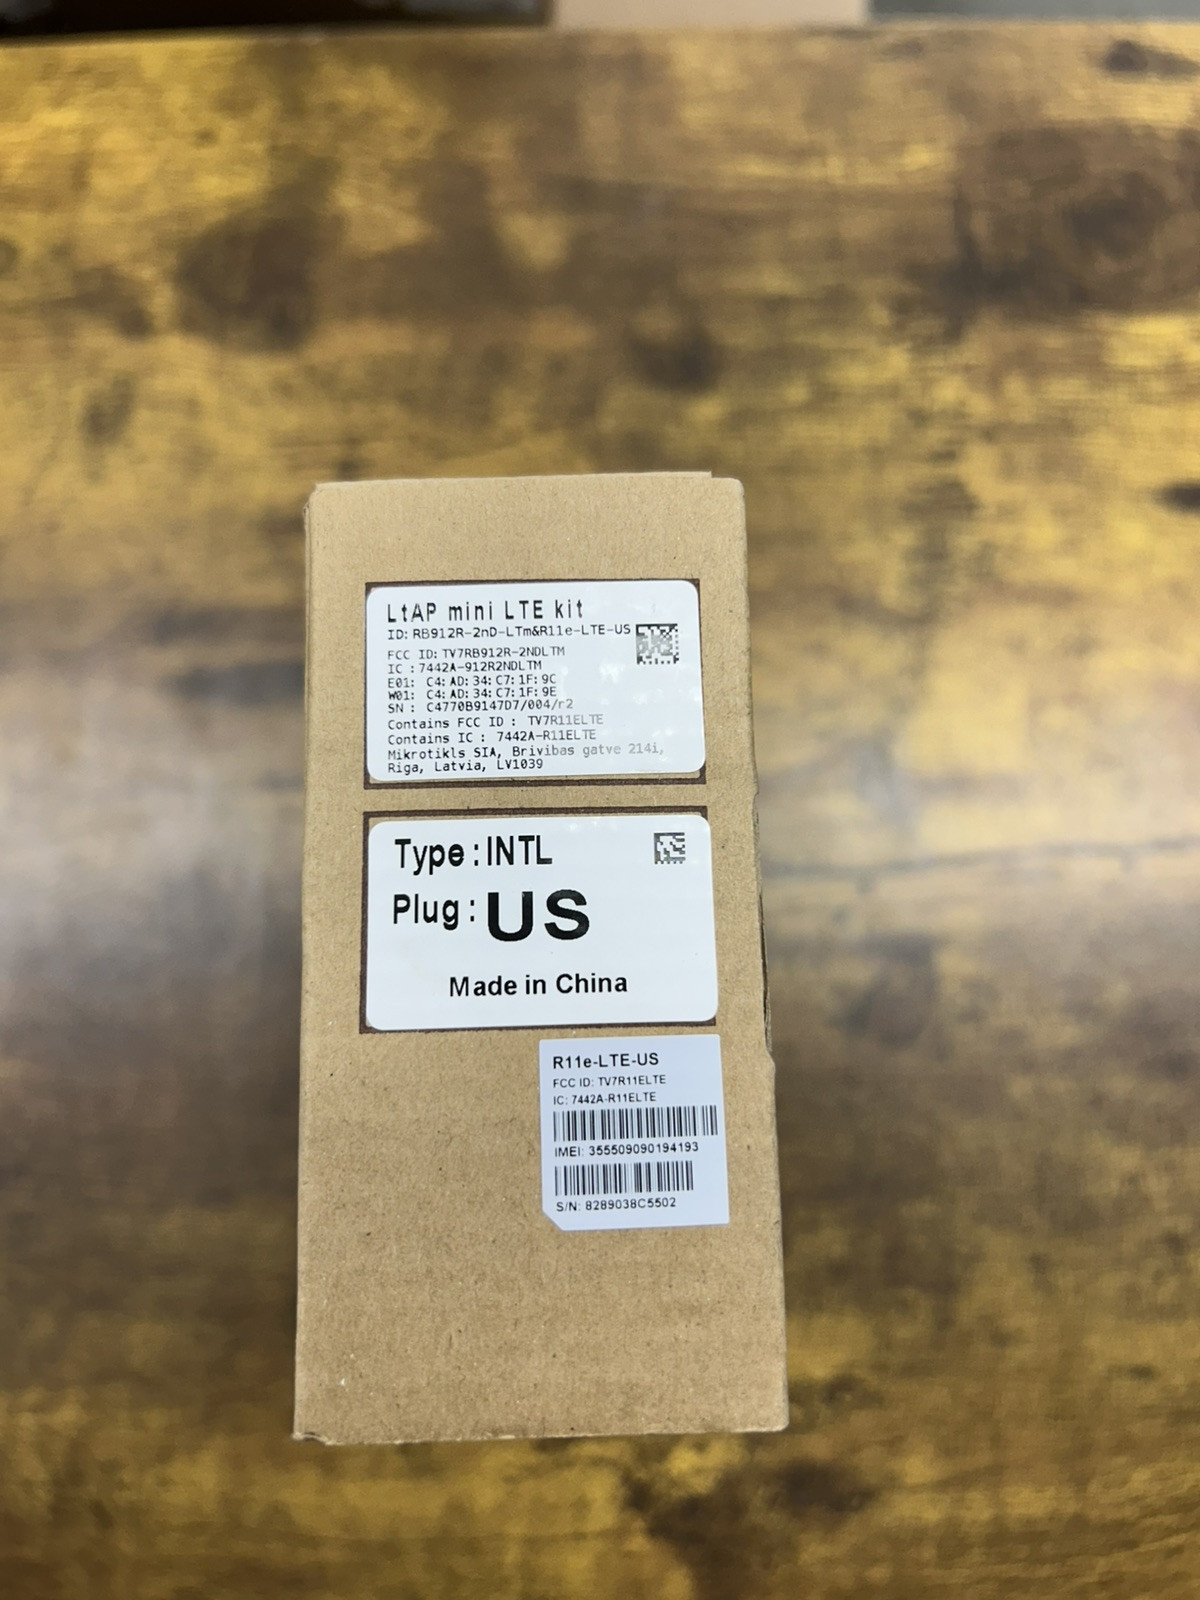 LtAP mini LTE kit
ID: RB912R-2nD-LTm&R11e-LTE-US
FCC ID: TV7RB912R-2NDLTM
IC : 7442A-912R2NDLTM
E01: C4:AD:34:C7:1F:9C
W01: C4:AD:34:C7:1F:9E
SN : C4770B9147D7/004/r2
Contains FCC ID : TV7R11ELTE
Contains IC : 7442A-R11ELTE
Mikrotikls SIA, Brivibas gatve 214i,
Riga, Latvia, LV1039
Type : INTL
Plug : US
Made in China
R11e-LTE-US
FCC ID: TV7R11ELTE
IC: 7442A-R11ELTE
IMEI: 355509090194193
S/N: 8289038C5502